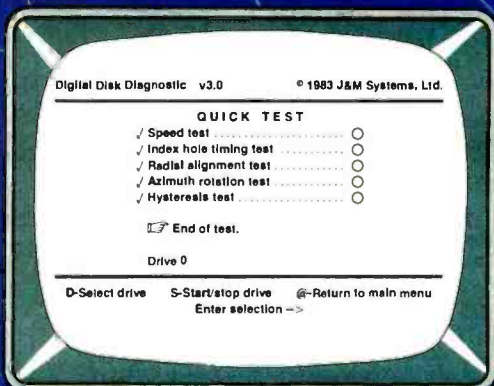 Digital Disk Diagnostic v3.0 © 1983 J&M Systems, Ltd.
QUICK TEST
√ Speed test .................... ○
√ Index hole timing test .................... ○
√ Radial alignment test .................... ○
√ Azimuth rotation test .................... ○
√ Hysteresis test .................... ○
☞ End of test.
Drive 0
D-Select drive S-Start/stop drive @-Return to main menu
Enter selection -->